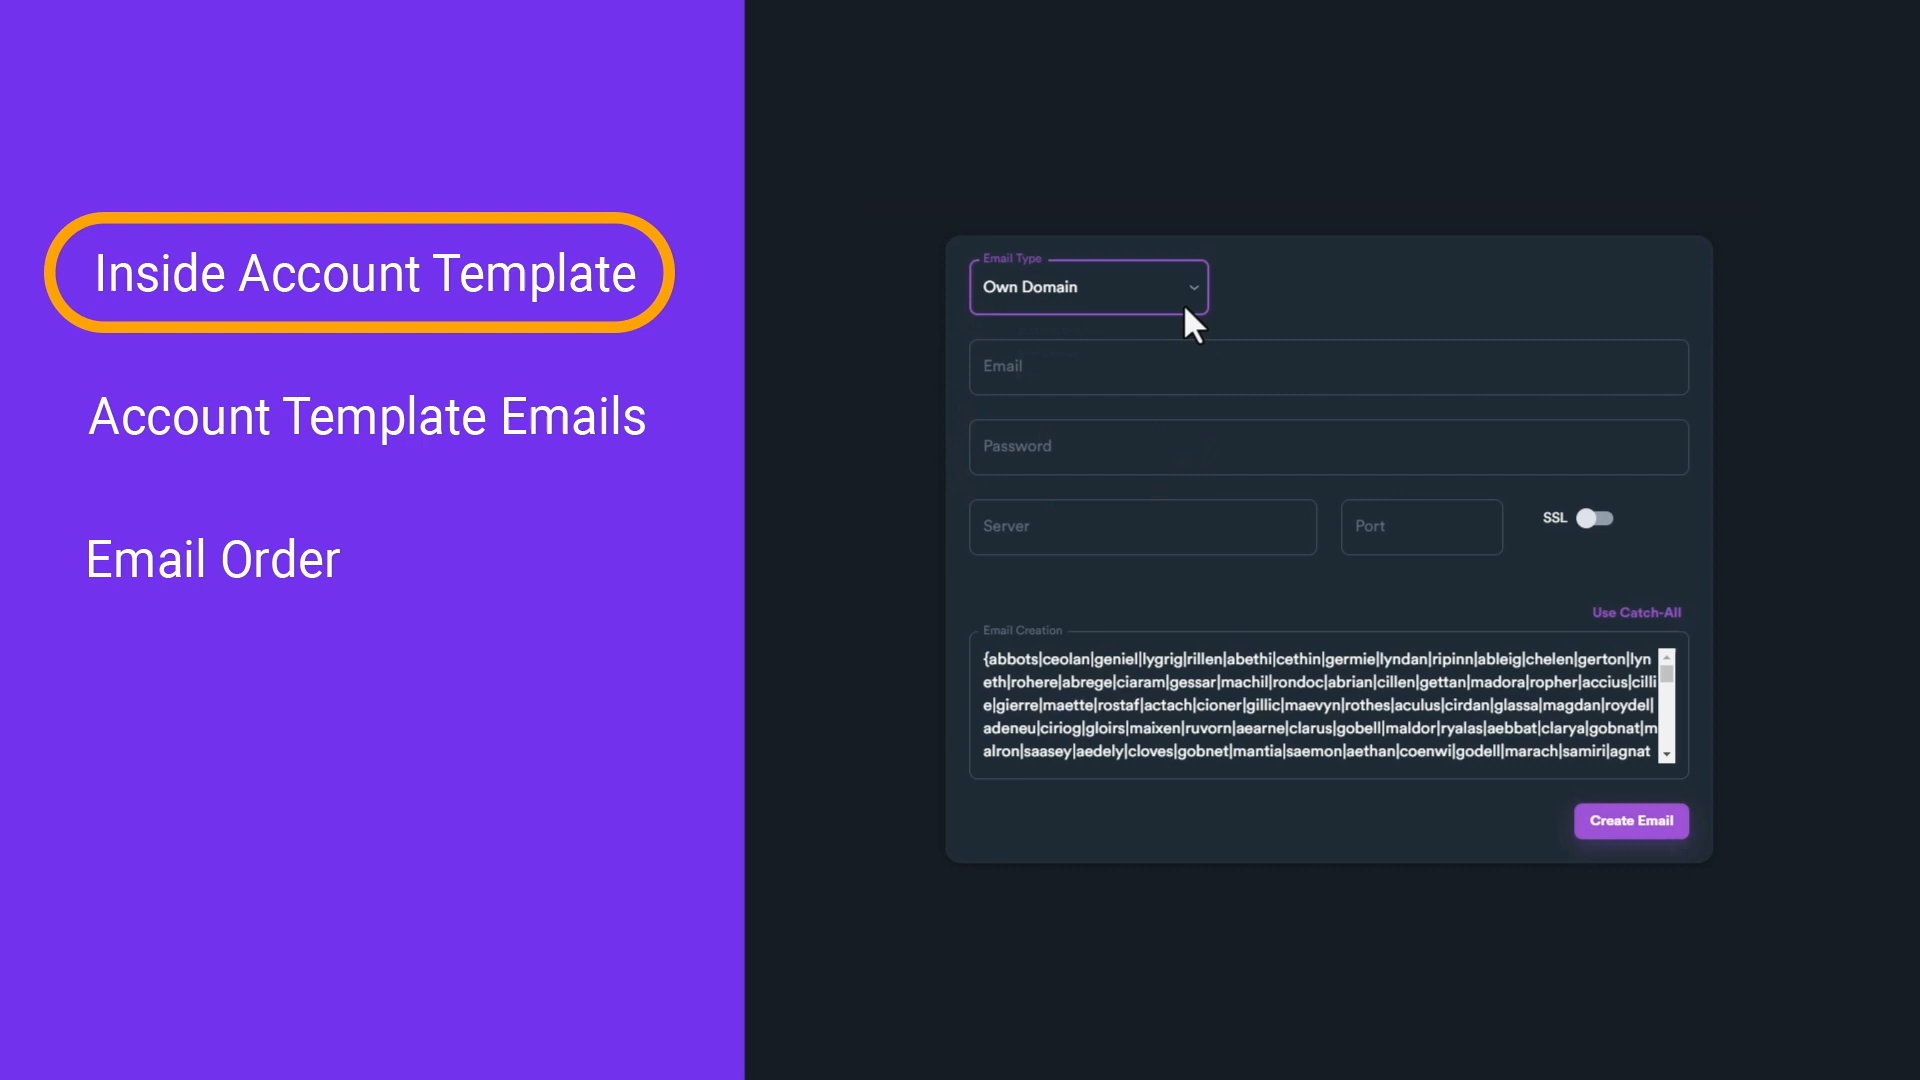 Inside Account Template
Account Template Emails
Email Order
Email Type
Own Domain
Email
Password
Server
Port
SSL
Use Catch-All
Email Creation
{abbots|ceolan|geniel|lygrig|rillen|abethi|cethin|germie|lyndan|ripinn|ableig|chelen|gerton|lyn
eth|rohere|abrege|ciaram|gessar|machil|rondoc|abrian|cillen|gettan|madora|ropher|accius|cilli
e|gierre|maette|rostaf|actach|cioner|gillic|maevyn|rothes|aculus|cirdan|glassa|magdan|roydel|
adeneu|ciriog|gloirs|maixen|ruvorn|aearne|clarus|gobell|maldor|ryalas|aebbat|clarya|gobnat|m
alron|saasey|aedely|cloves|gobnet|mantia|saemon|aethan|coenwi|godell|marach|samiri|agnat
Create Email